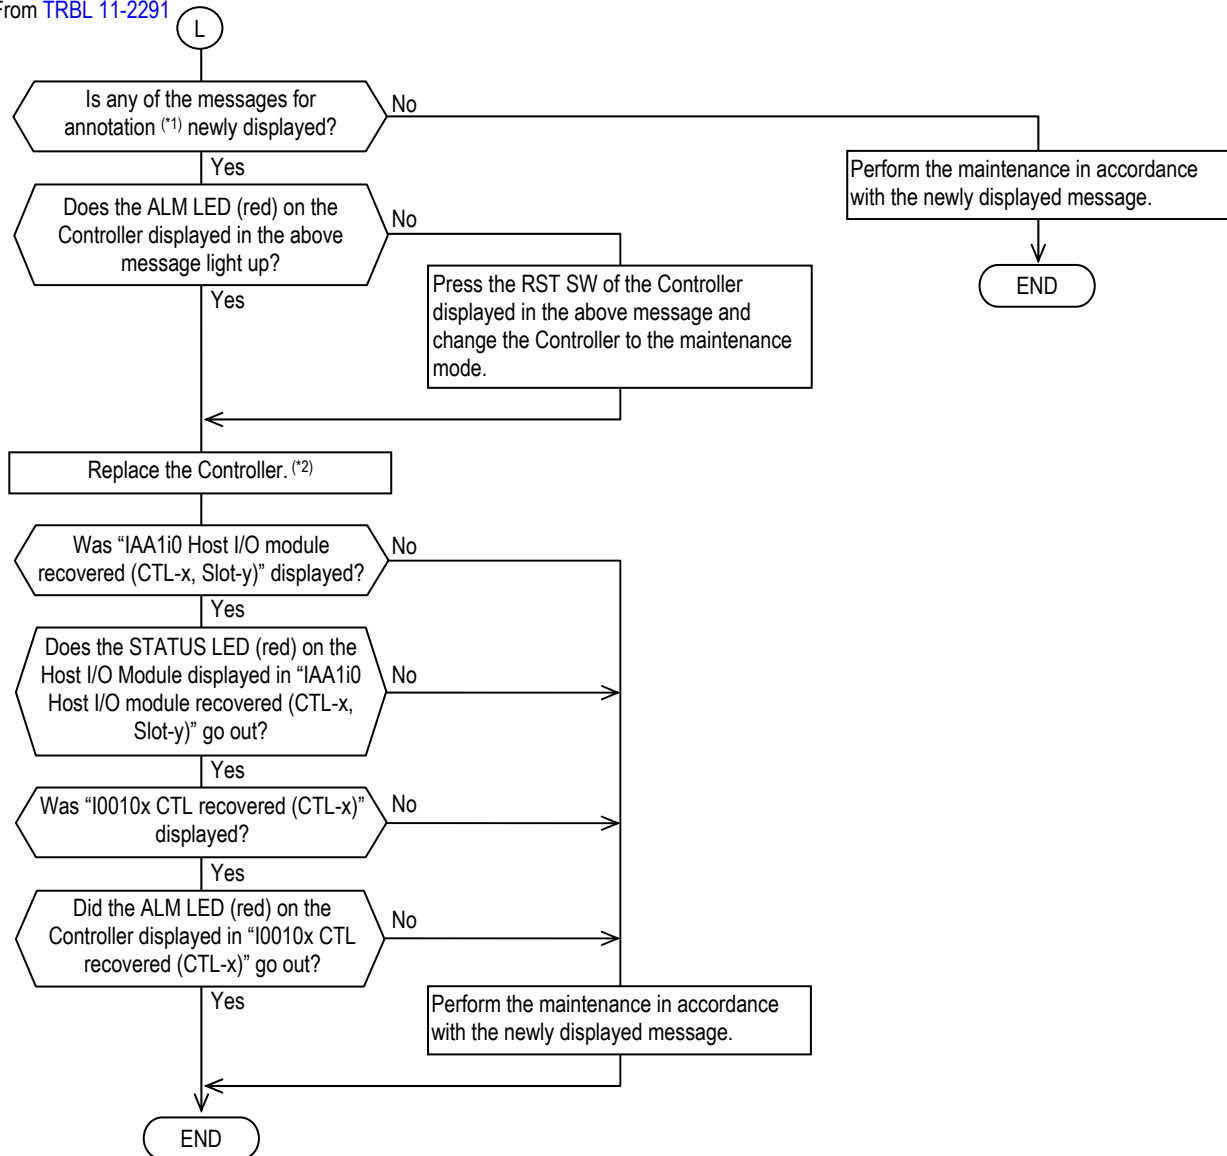 From TRBL 11-2291
L
Is any of the messages for
annotation (*1) newly displayed?
No
Yes
Perform the maintenance in accordance
with the newly displayed message.
END
Does the ALM LED (red) on the
Controller displayed in the above
message light up?
No
Yes
Press the RST SW of the Controller
displayed in the above message and
change the Controller to the maintenance
mode.
Replace the Controller. (*2)
Was “IAA1i0 Host I/O module
recovered (CTL-x, Slot-y)” displayed?
No
Yes
Does the STATUS LED (red) on the
Host I/O Module displayed in “IAA1i0
Host I/O module recovered (CTL-x,
Slot-y)” go out?
No
Yes
Was “I0010x CTL recovered (CTL-x)”
displayed?
No
Yes
Did the ALM LED (red) on the
Controller displayed in “I0010x CTL
recovered (CTL-x)” go out?
No
Yes
Perform the maintenance in accordance
with the newly displayed message.
END